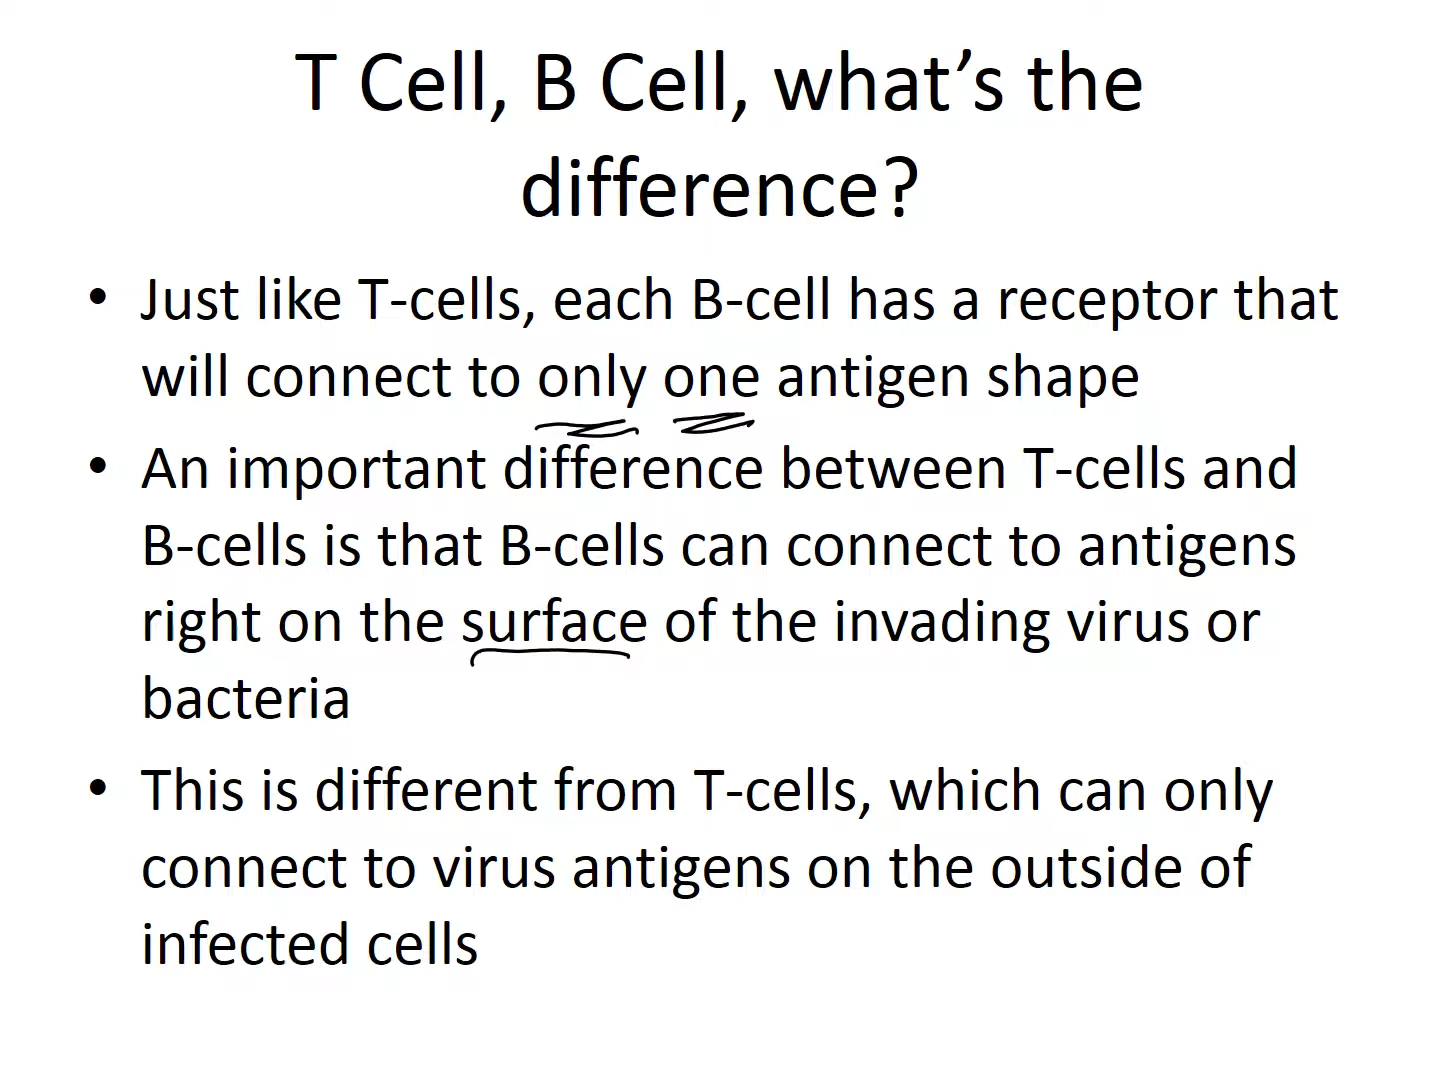 T Cell, B Cell, what’s the
difference?
• Just like T-cells, each B-cell has a receptor that
will connect to only one antigen shape
• An important difference between T-cells and
B-cells is that B-cells can connect to antigens
right on the surface of the invading virus or
bacteria
• This is different from T-cells, which can only
connect to virus antigens on the outside of
infected cells